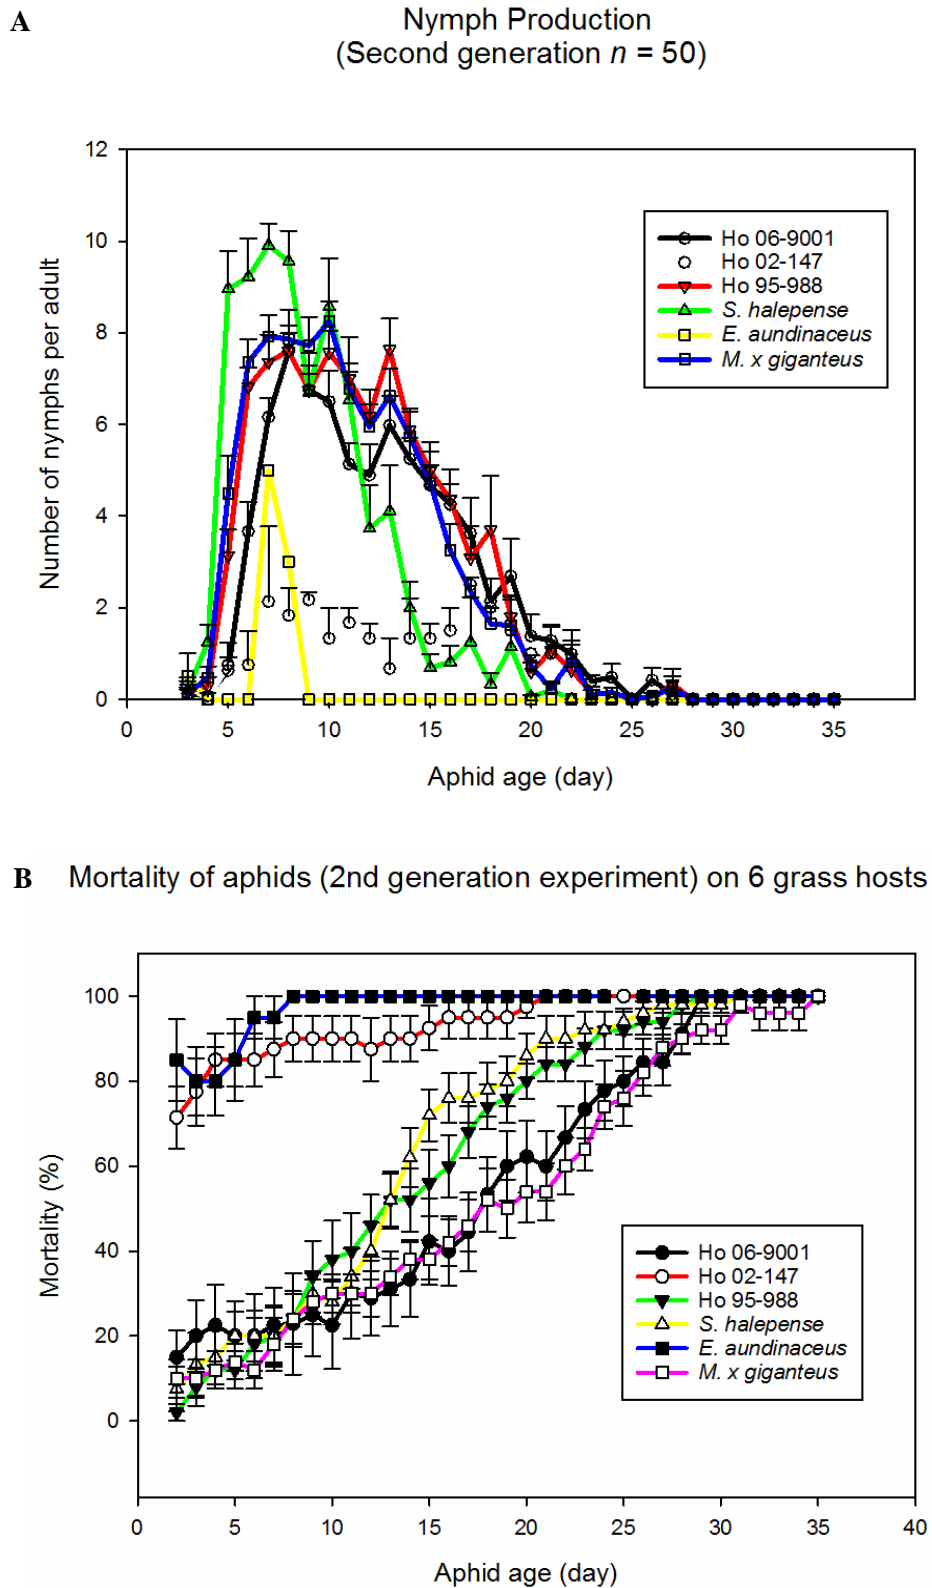 A
Nymph Production
(Second generation n = 50)
12
10
8
6
4
2
0
Number of nymphs per adult
Ho 06-9001
Ho 02-147
Ho 95-988
S. halepense
E. aundinaceus
M. x giganteus
0 5 10 15 20 25 30 35
Aphid age (day)
B
Mortality of aphids (2nd generation experiment) on 6 grass hosts
100
80
60
40
20
0
Mortality (%)
Ho 06-9001
Ho 02-147
Ho 95-988
S. halepense
E. aundinaceus
M. x giganteus
0 5 10 15 20 25 30 35 40
Aphid age (day)